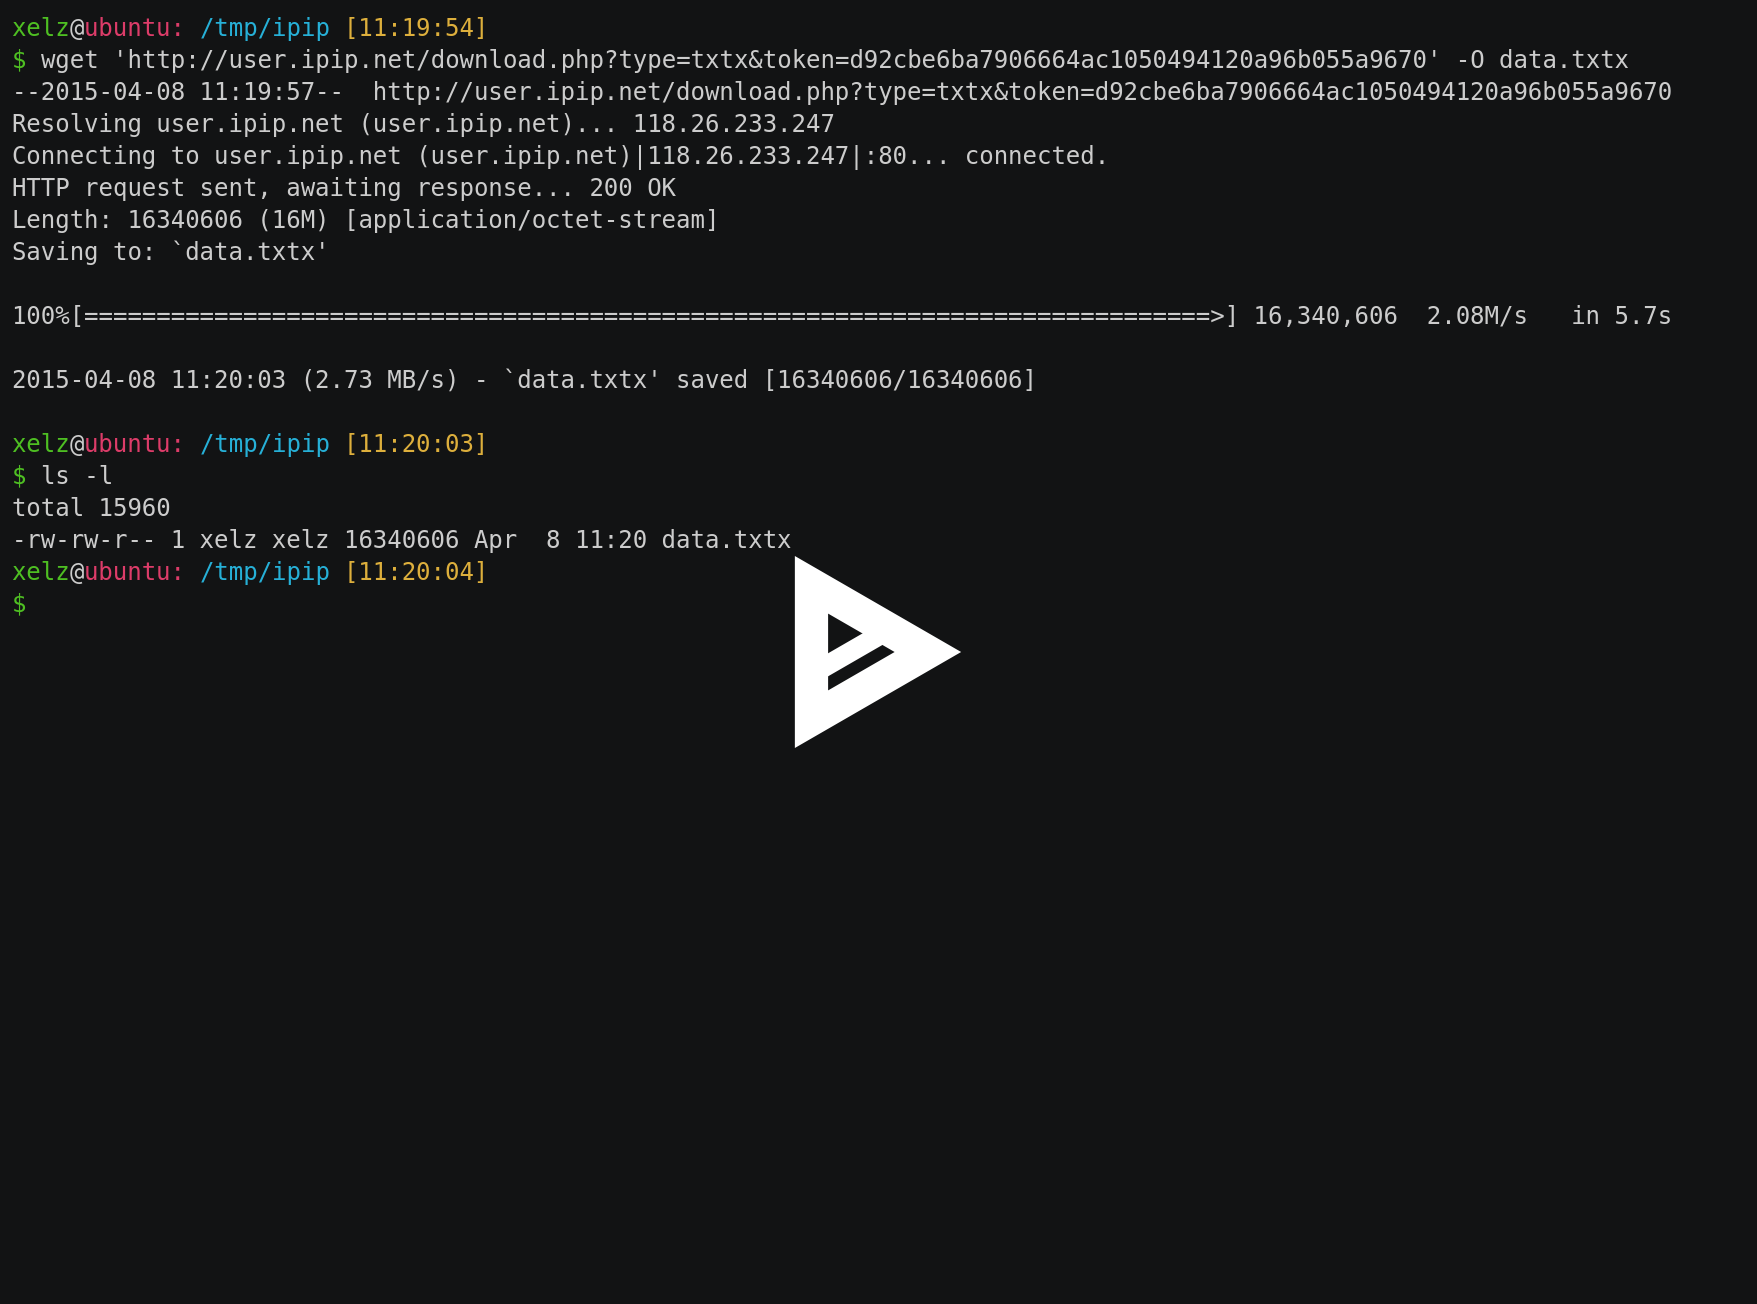 xelz@ubuntu: /tmp/ipip [11:19:54]
$ wget 'http://user.ipip.net/download.php?type=txtx&token=d92cbe6ba7906664ac1050494120a96b055a9670' -O data.txtx
--2015-04-08 11:19:57--  http://user.ipip.net/download.php?type=txtx&token=d92cbe6ba7906664ac1050494120a96b055a9670
Resolving user.ipip.net (user.ipip.net)... 118.26.233.247
Connecting to user.ipip.net (user.ipip.net)|118.26.233.247|:80... connected.
HTTP request sent, awaiting response... 200 OK
Length: 16340606 (16M) [application/octet-stream]
Saving to: `data.txtx'
100%[==============================================================================>] 16,340,606  2.08M/s   in 5.7s
2015-04-08 11:20:03 (2.73 MB/s) - `data.txtx' saved [16340606/16340606]
xelz@ubuntu: /tmp/ipip [11:20:03]
$ ls -l
total 15960
-rw-rw-r-- 1 xelz xelz 16340606 Apr  8 11:20 data.txtx
xelz@ubuntu: /tmp/ipip [11:20:04]
$